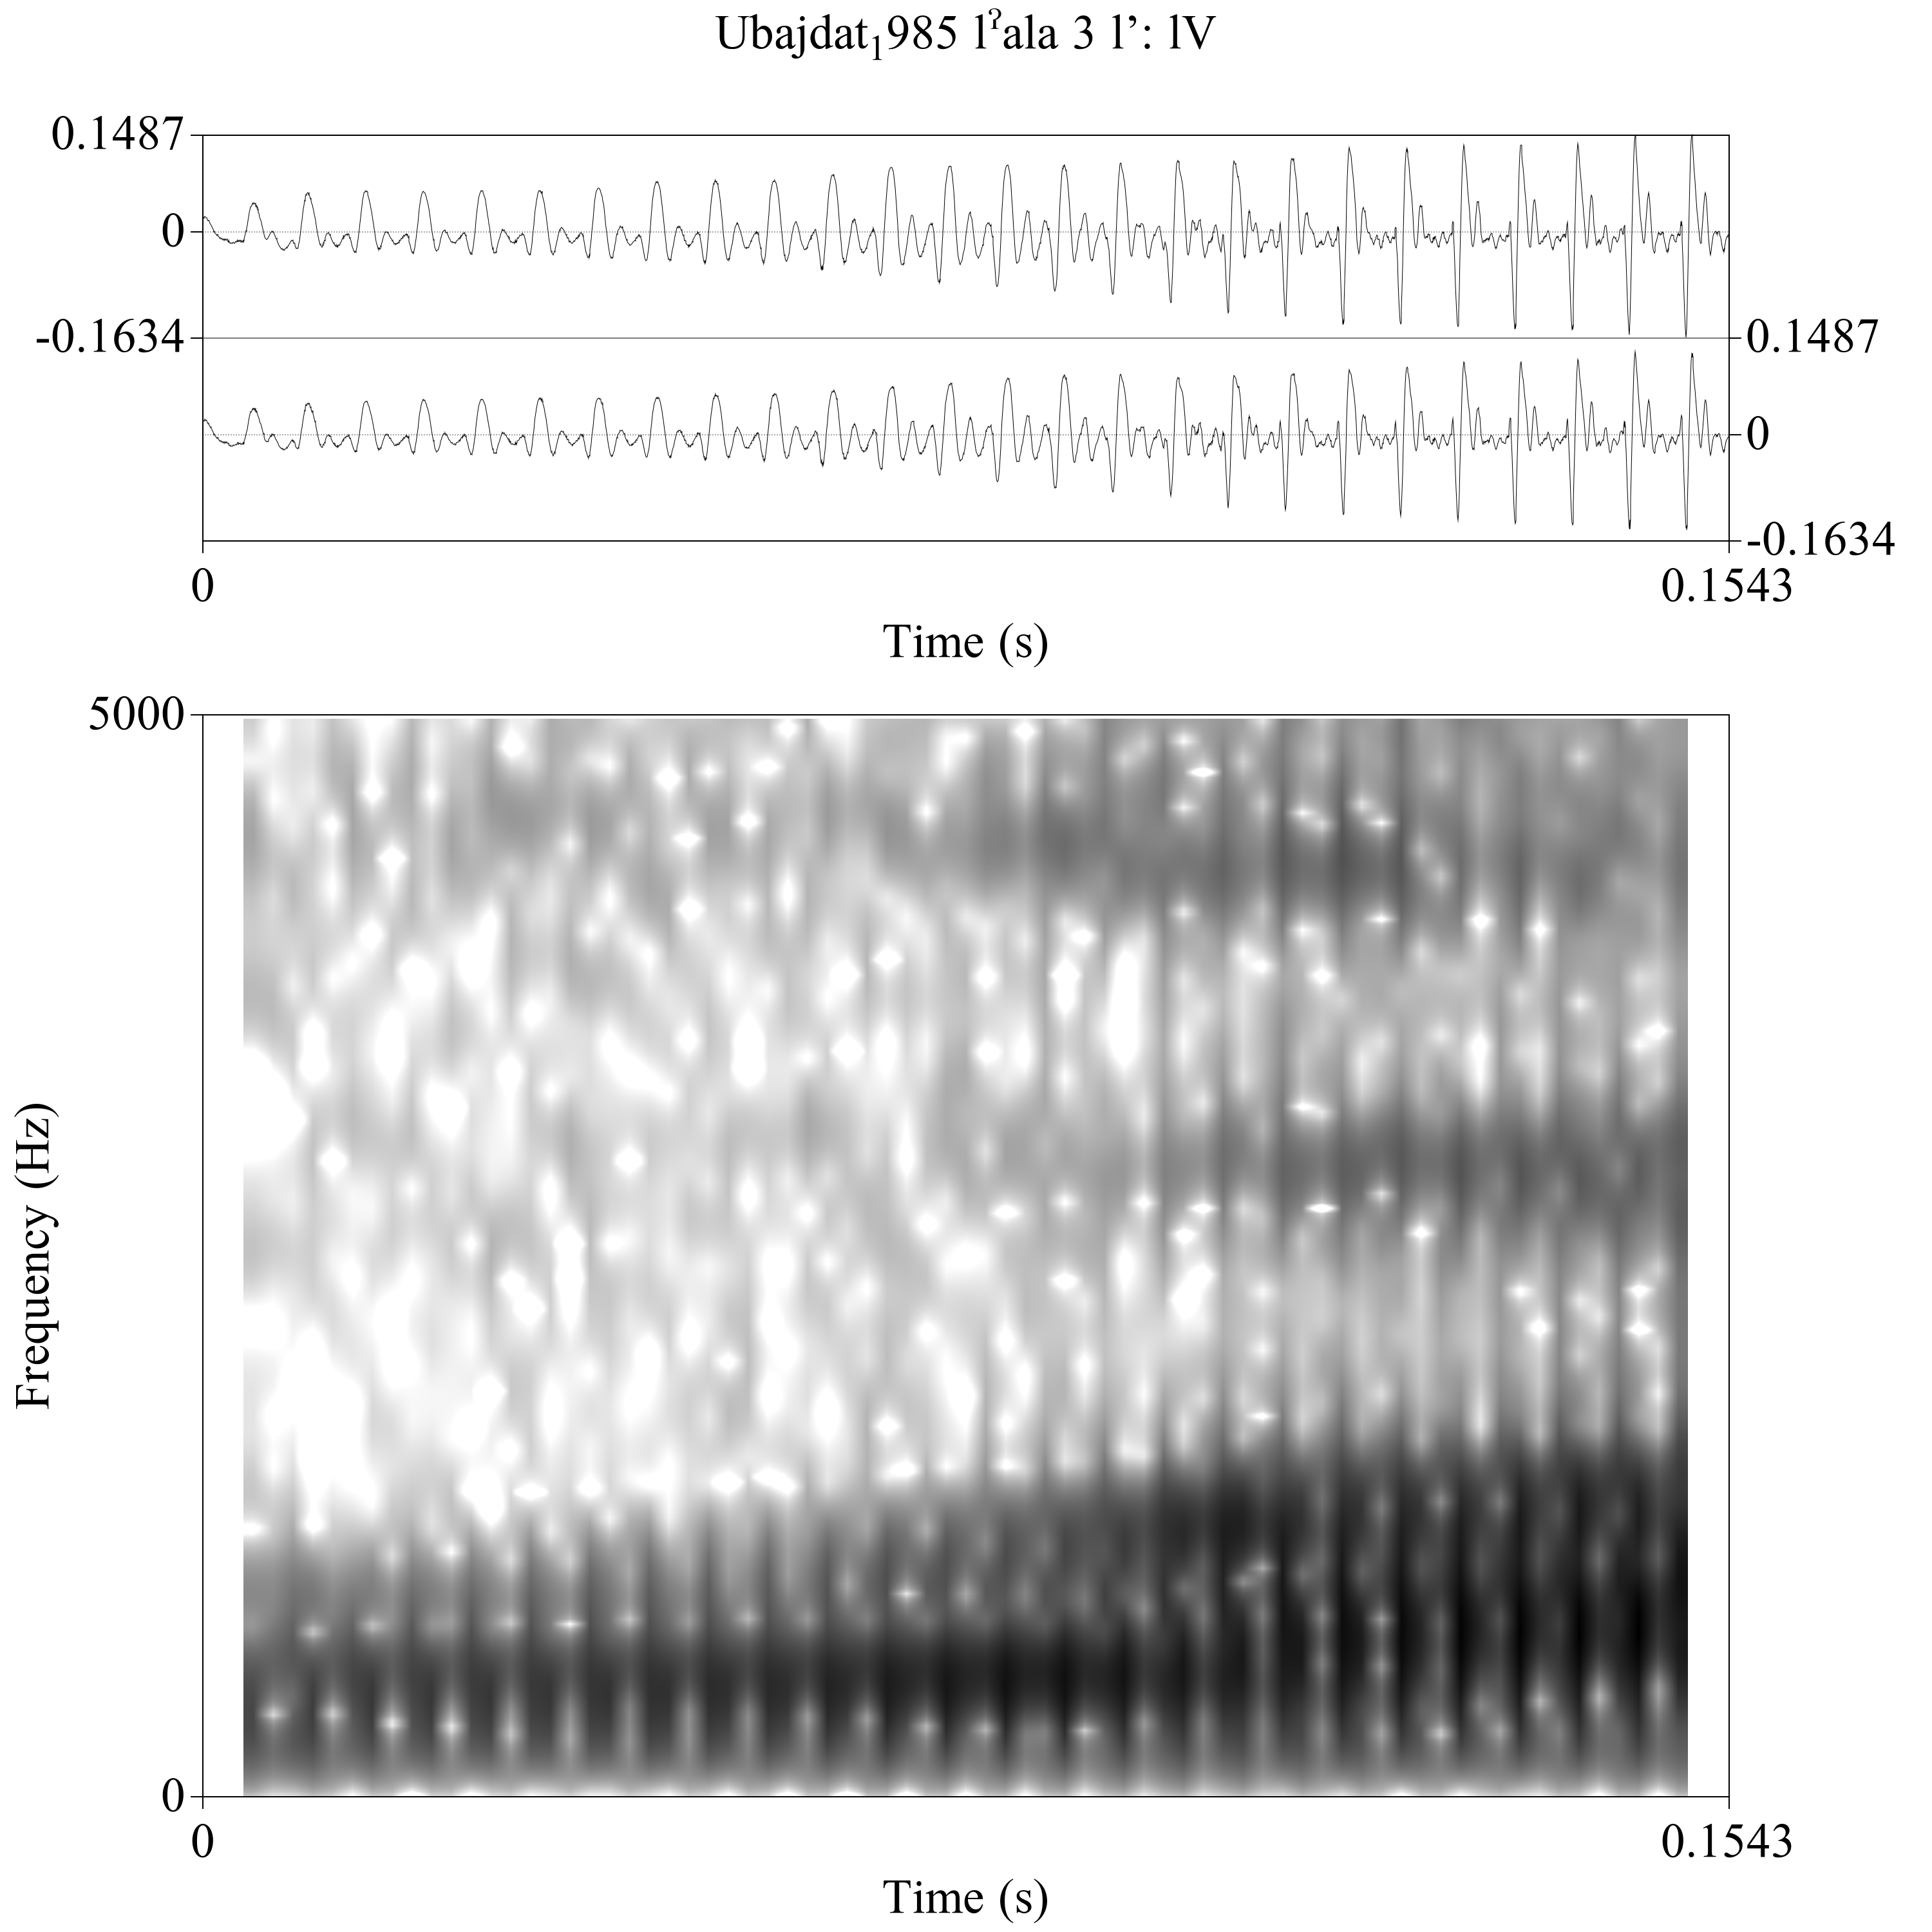 Ubajdat₁985 lˀala 3 l’: lV
0.1487
0
-0.1634
0.1487
0
-0.1634
0 0.1543
Time (s)
5000
Frequency (Hz)
0
0 0.1543
Time (s)